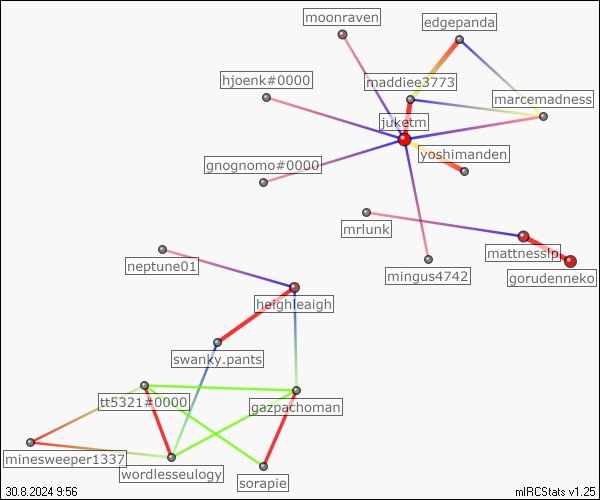 moonraven
edgepanda
hjoenk#0000
maddiee3773
marcemadness
juketm
yoshimanden
gnognomo#0000
mrlunk
mattnessfp
neptune01
mingus4742
gorudenneko
heighleaigh
swanky.pants
tt5321#0000
gazpachoman
minesweeper1337
wordlesseulogy
sorapie
30.8.2024 9:56
mIRCStats v1.25